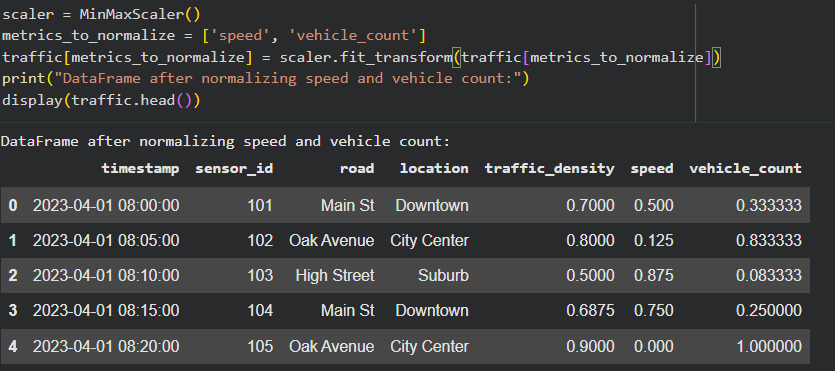 scaler = MinMaxScaler()
metrics_to_normalize = ['speed', 'vehicle_count']
traffic[metrics_to_normalize] = scaler.fit_transform(traffic[metrics_to_normalize])
print("DataFrame after normalizing speed and vehicle count:")
display(traffic.head())
DataFrame after normalizing speed and vehicle count:
timestamp sensor_id road location traffic_density speed vehicle_count
0 2023-04-01 08:00:00 101 Main St Downtown 0.7000 0.500 0.333333
1 2023-04-01 08:05:00 102 Oak Avenue City Center 0.8000 0.125 0.833333
2 2023-04-01 08:10:00 103 High Street Suburb 0.5000 0.875 0.083333
3 2023-04-01 08:15:00 104 Main St Downtown 0.6875 0.750 0.250000
4 2023-04-01 08:20:00 105 Oak Avenue City Center 0.9000 0.000 1.000000